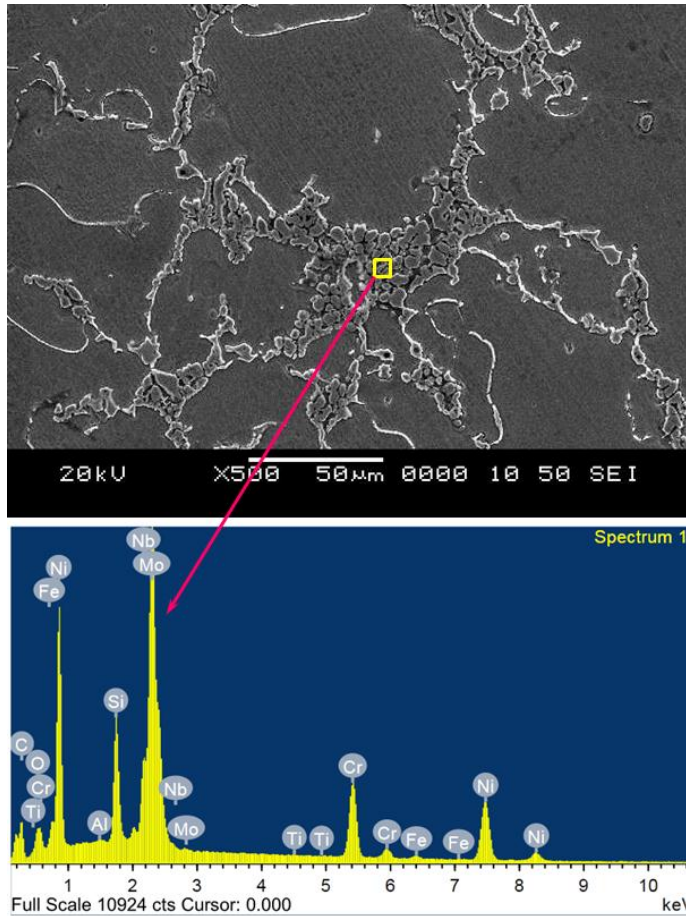 20kV X500 50µm 0000 10 50 SEI
Spectrum 1
Nb
Ni Mo
Fe
Si
C
O Cr
Cr Nb Ni
Ti Al Mo Ti Ti Cr Fe Fe Ni
1 2 3 4 5 6 7 8 9 10
Full Scale 10924 cts Cursor: 0.000 keV